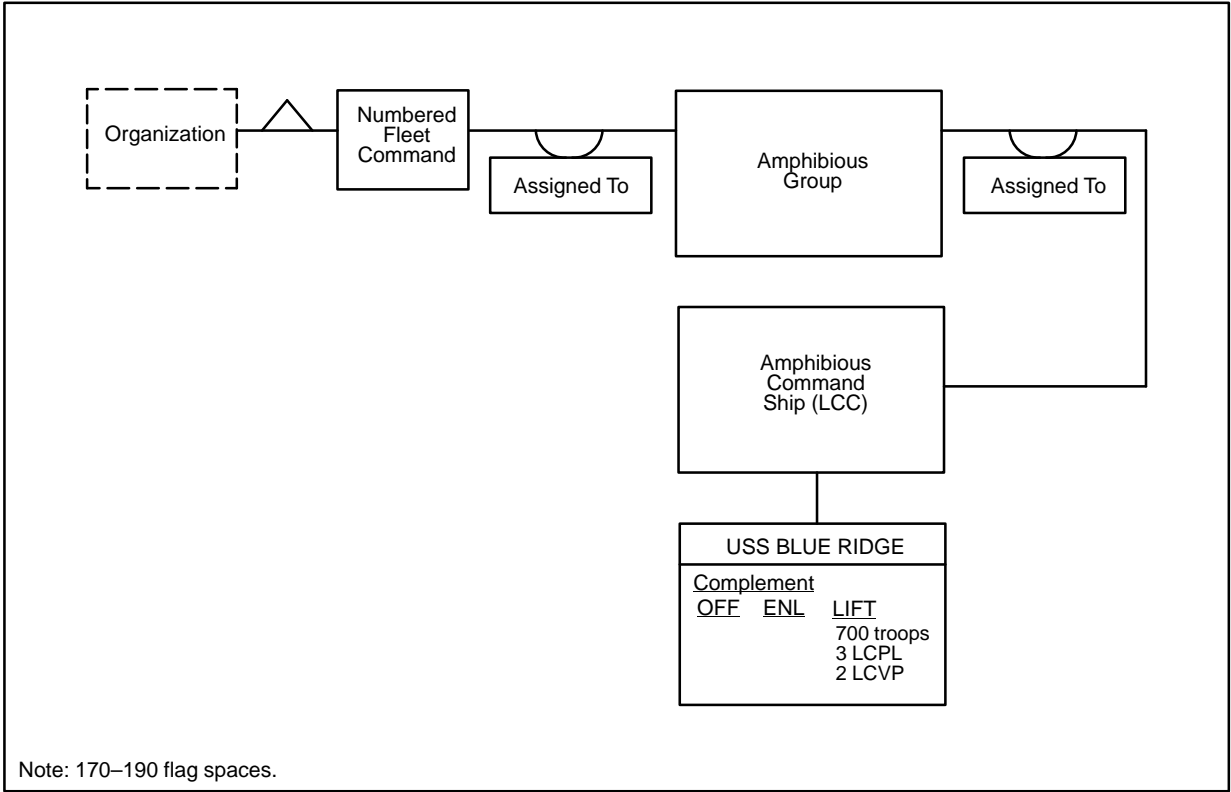 Organization
Numbered
Fleet
Command
Assigned To
Amphibious
Group
Assigned To
Amphibious
Command
Ship (LCC)
USS BLUE RIDGE
Complement
OFF ENL LIFT
700 troops
3 LCPL
2 LCVP
Note: 170–190 flag spaces.